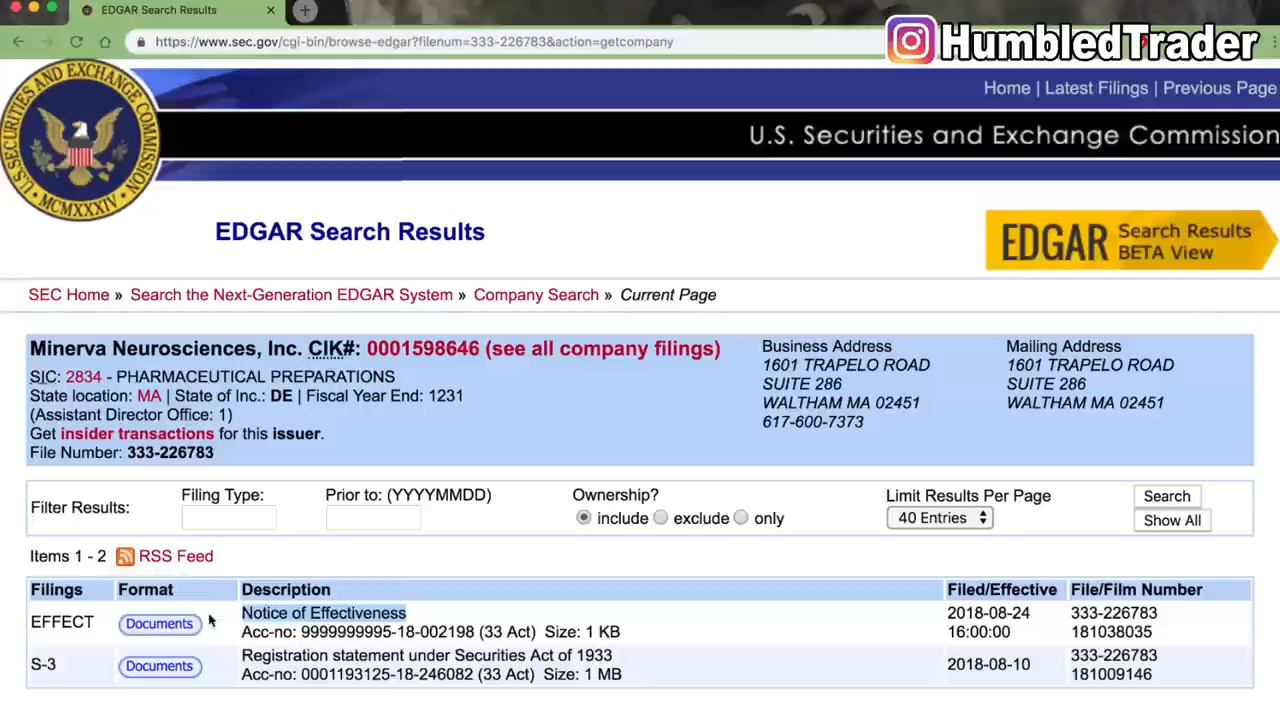 EDGAR Search Results
https://www.sec.gov/cgi-bin/browse-edgar?filenum=333-226783&action=getcompany
HumbledTrader
Home | Latest Filings | Previous Page
SECURITIES AND EXCHANGE COMMISSION
MCMXXXIV
U.S. Securities and Exchange Commission
EDGAR Search Results
EDGAR Search Results BETA View
SEC Home » Search the Next-Generation EDGAR System » Company Search » Current Page
Minerva Neurosciences, Inc. CIK#: 0001598646 (see all company filings)
SIC: 2834 - PHARMACEUTICAL PREPARATIONS
State location: MA | State of Inc.: DE | Fiscal Year End: 1231
(Assistant Director Office: 1)
Get insider transactions for this issuer.
File Number: 333-226783
Business Address
1601 TRAPELO ROAD
SUITE 286
WALTHAM MA 02451
617-600-7373
Mailing Address
1601 TRAPELO ROAD
SUITE 286
WALTHAM MA 02451
Filter Results:
Filing Type:
Prior to: (YYYYMMDD)
Ownership?
include exclude only
Limit Results Per Page
40 Entries
Search
Show All
Items 1 - 2 RSS Feed
Filings Format Description Filed/Effective File/Film Number
EFFECT Documents Notice of Effectiveness 2018-08-24 333-226783
Acc-no: 9999999995-18-002198 (33 Act) Size: 1 KB 16:00:00 181038035
S-3 Documents Registration statement under Securities Act of 1933 2018-08-10 333-226783
Acc-no: 0001193125-18-246082 (33 Act) Size: 1 MB 181009146